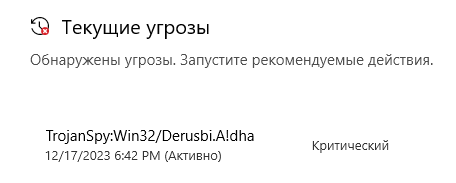 Текущие угрозы
Обнаружены угрозы. Запустите рекомендуемые действия.
TrojanSpy:Win32/Derusbi.A!dha
Критический
12/17/2023 6:42 PM (Активно)